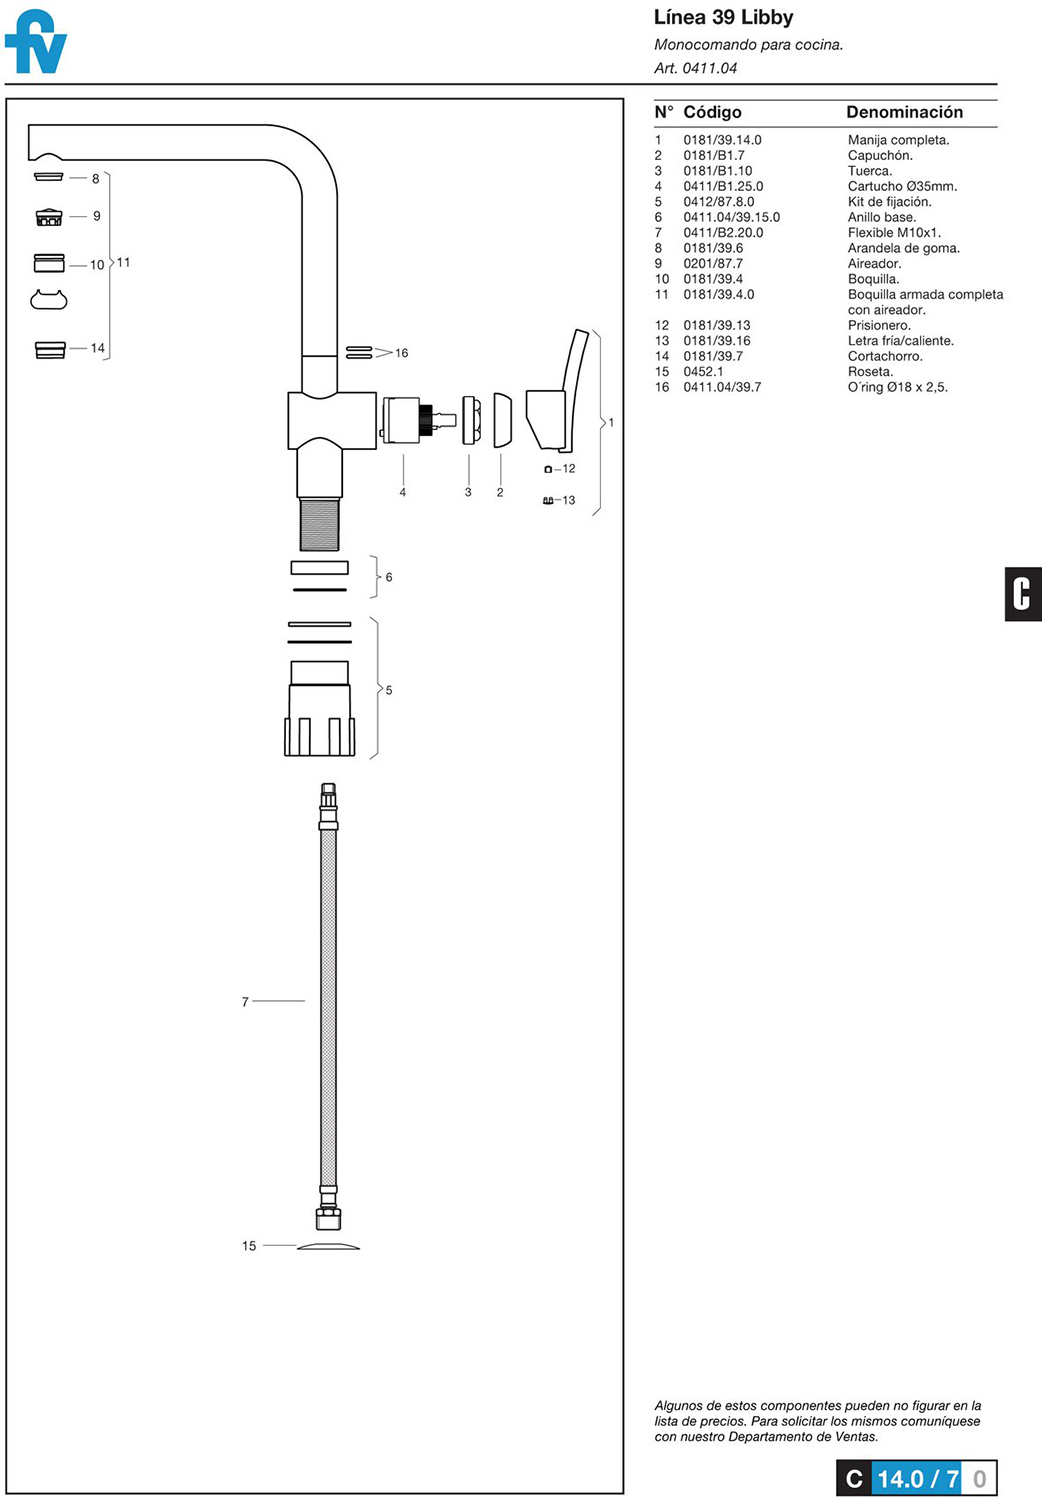 fv
Línea 39 Libby
Monocomando para cocina.
Art. 0411.04
N° Código Denominación
1 0181/39.14.0 Manija completa.
2 0181/B1.7 Capuchón.
3 0181/B1.10 Tuerca.
4 0411/B1.25.0 Cartucho Ø35mm.
5 0412/87.8.0 Kit de fijación.
6 0411.04/39.15.0 Anillo base.
7 0411/B2.20.0 Flexible M10x1.
8 0181/39.6 Arandela de goma.
9 0201/87.7 Aireador.
10 0181/39.4 Boquilla.
11 0181/39.4.0 Boquilla armada completa
con aireador.
12 0181/39.13 Prisionero.
13 0181/39.16 Letra fría/caliente.
14 0181/39.7 Cortachorro.
15 0452.1 Roseta.
16 0411.04/39.7 O´ring Ø18 x 2,5.
8
9
10
11
14
16
1
12
4
3
2
13
6
5
7
15
C
Algunos de estos componentes pueden no figurar en la
lista de precios. Para solicitar los mismos comuníquese
con nuestro Departamento de Ventas.
C 14.0 / 7 0